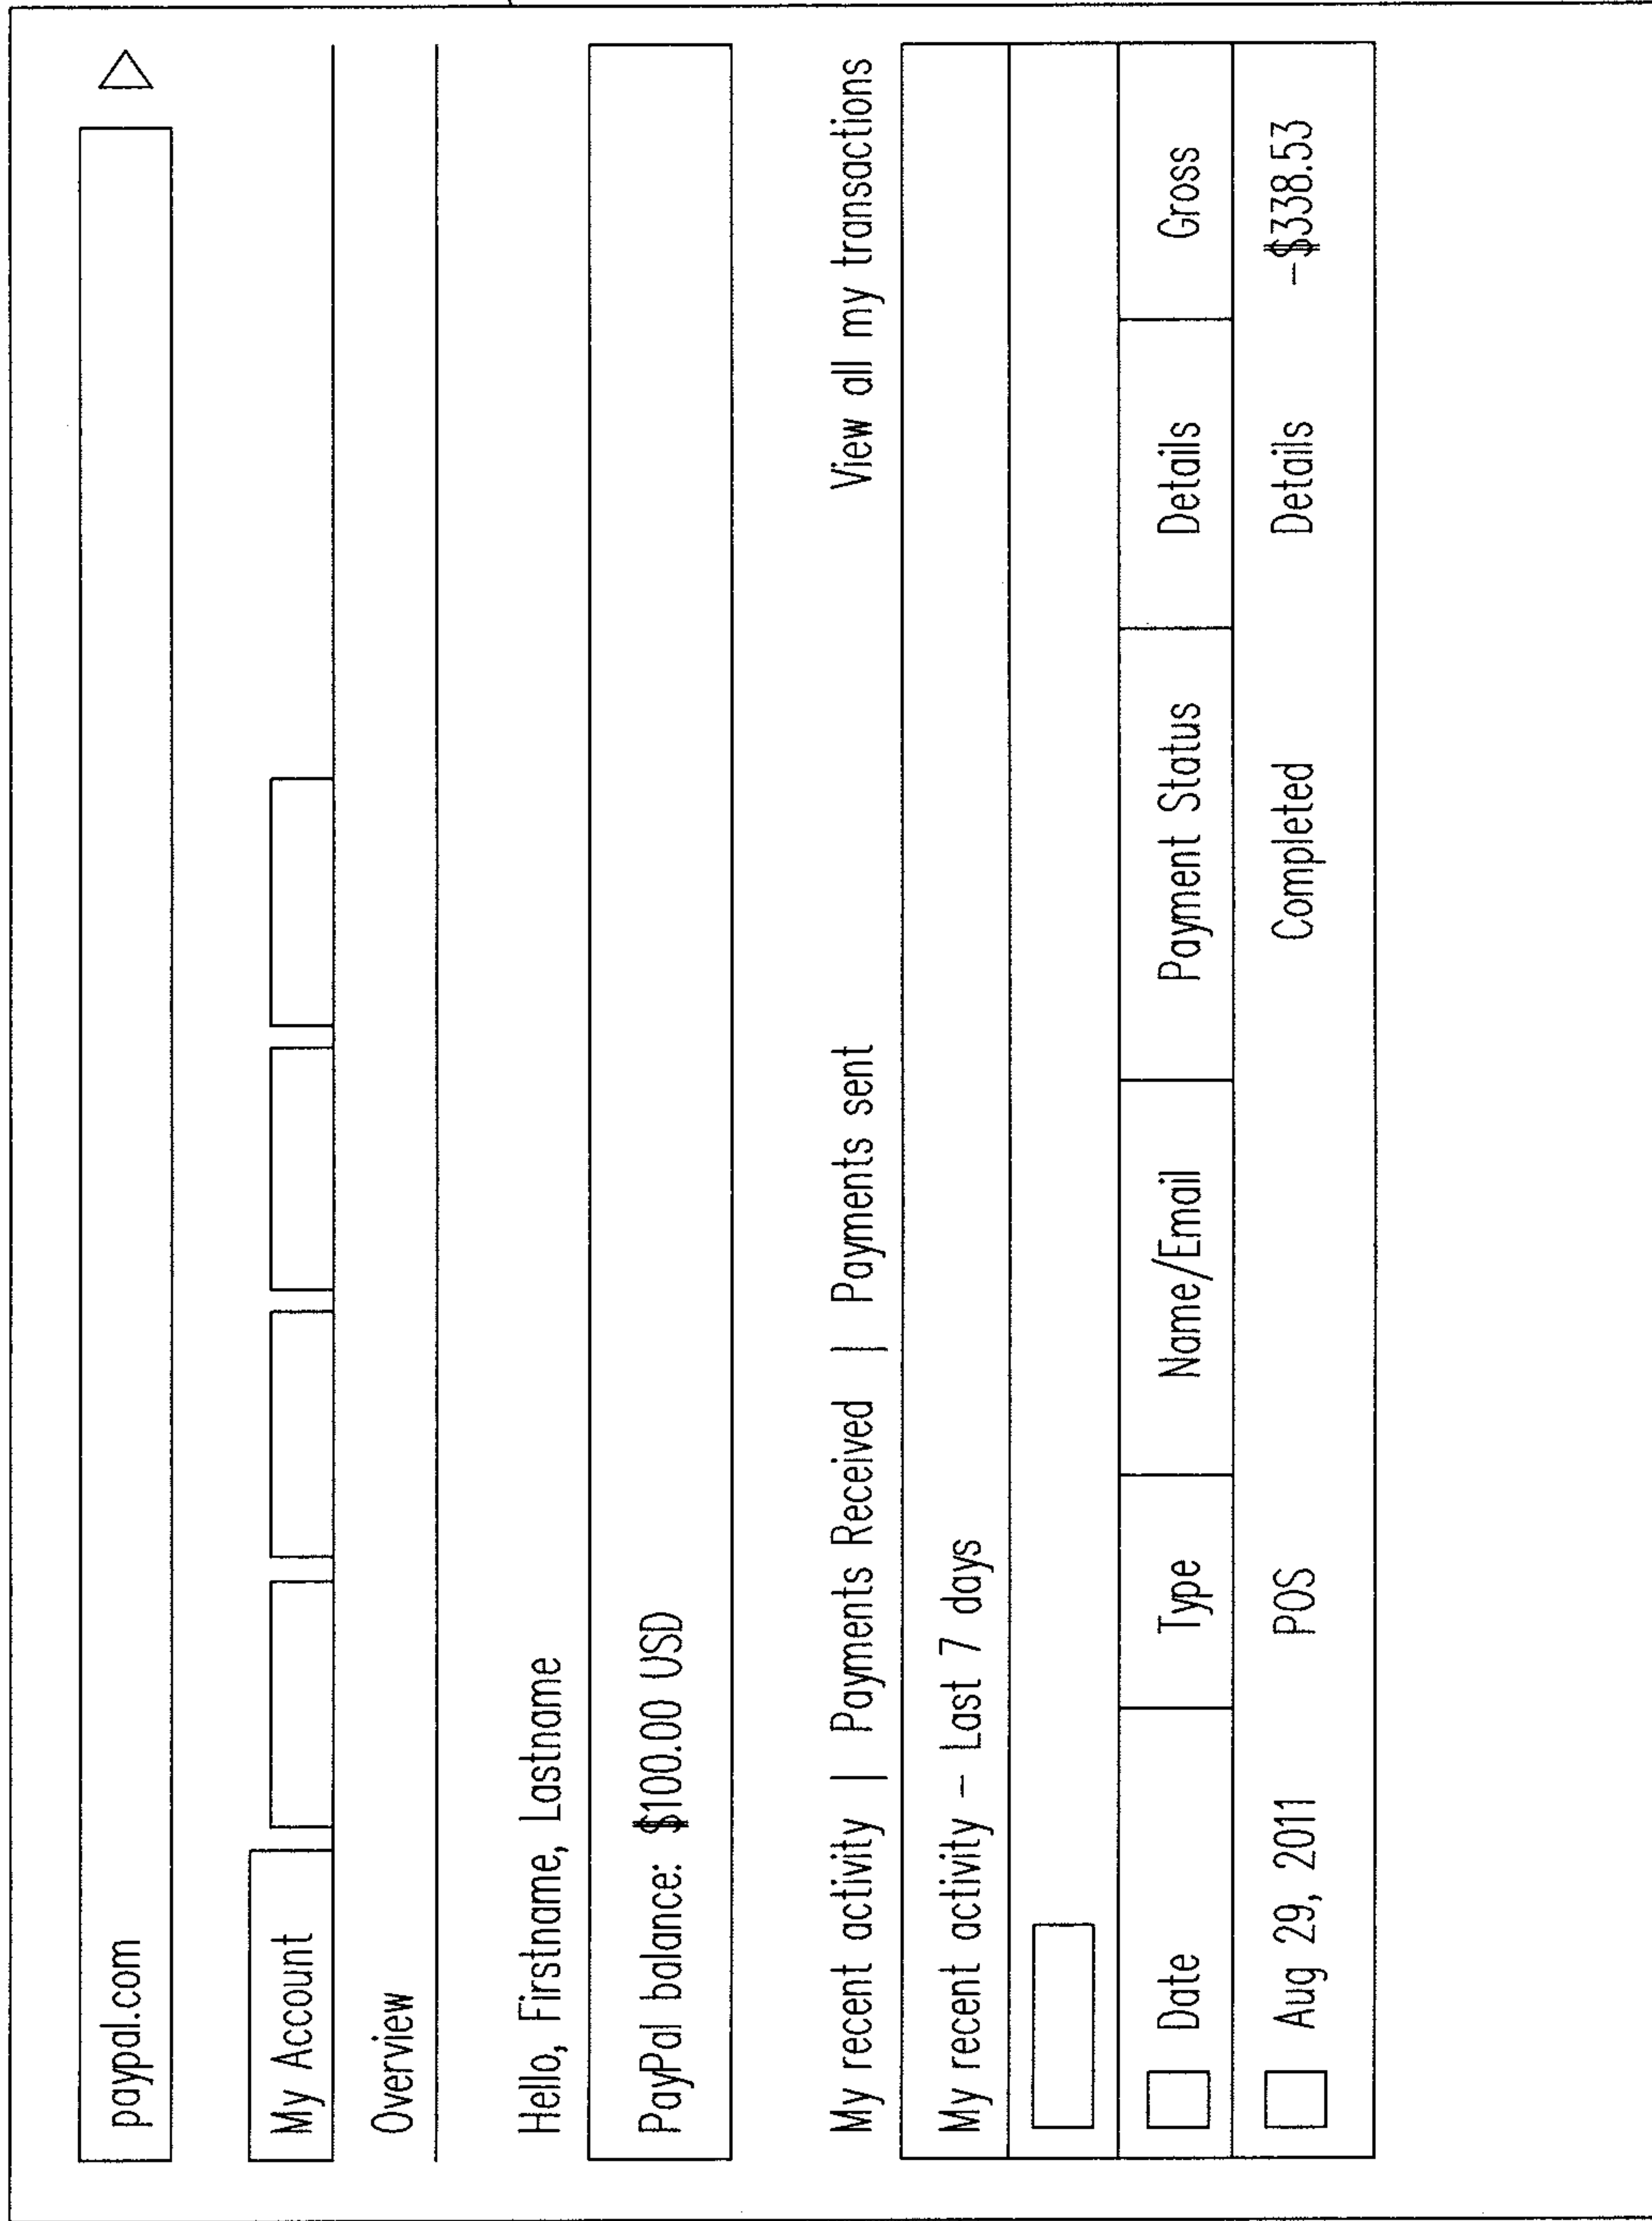 paypal.com
My Account
Overview
Hello, Firstname, Lastname
PayPal balance: $100.00 USD
My recent activity | Payments Received | Payments sent View all my transactions
My recent activity – Last 7 days
Date Type Name/Email Payment Status Details Gross
Aug 29, 2011 POS Completed Details –$338.53